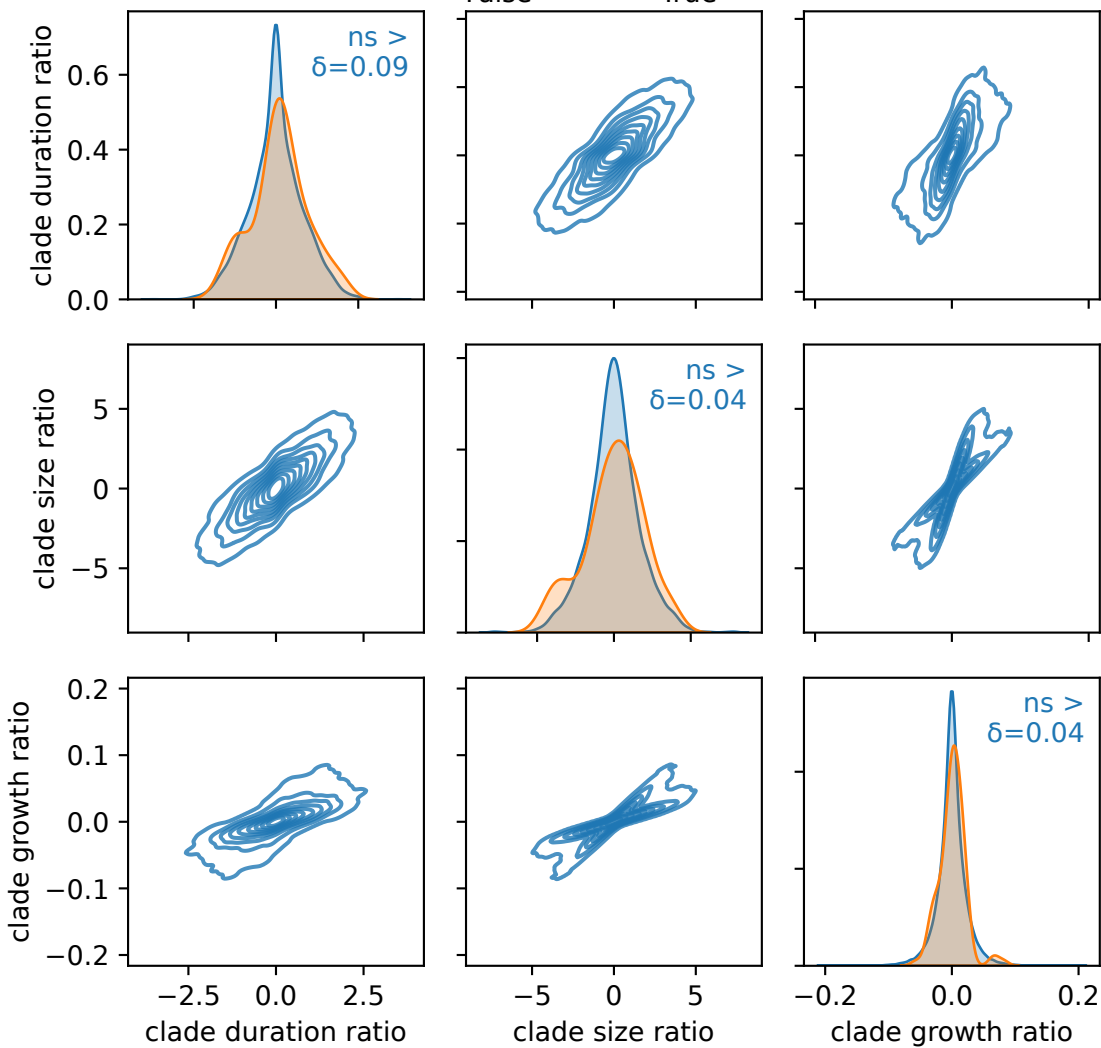 clade duration ratio
0.6
0.4
0.2
0.0
ns >
δ=0.09
clade size ratio
5
0
−5
ns >
δ=0.04
clade growth ratio
0.2
0.1
0.0
−0.1
−0.2
ns >
δ=0.04
−2.5 0.0 2.5
−5 0 5
−0.2 0.0 0.2
clade duration ratio
clade size ratio
clade growth ratio